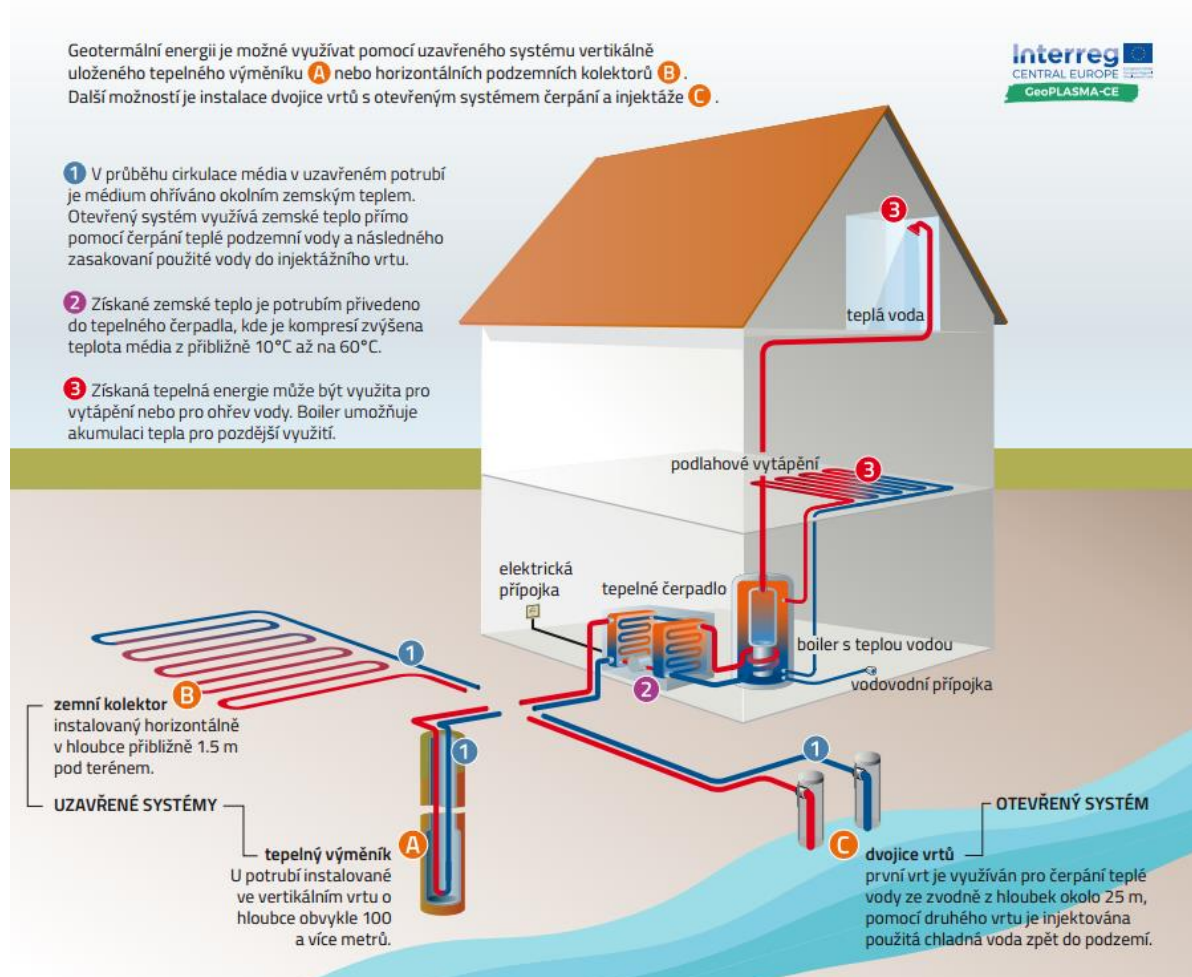 Geotermální energii je možné využívat pomocí uzavřeného systému vertikálně
uloženého tepelného výměníku A nebo horizontálních podzemních kolektorů B .
Další možností je instalace dvojice vrtů s otevřeným systémem čerpání a injektáže C .
Interreg
CENTRAL EUROPE
GeoPLASMA-CE
1 V průběhu cirkulace média v uzavřeném potrubí
je médium ohříváno okolním zemským teplem.
Otevřený systém využívá zemské teplo přímo
pomocí čerpání teplé podzemní vody a následného
zasakovaní použité vody do injektážního vrtu.
2 Získané zemské teplo je potrubím přivedeno
do tepelného čerpadla, kde je kompresí zvýšena
teplota média z přibližně 10°C až na 60°C.
3 Získaná tepelná energie může být využita pro
vytápění nebo pro ohřev vody. Boiler umožňuje
akumulaci tepla pro pozdější využití.
3
teplá voda
podlahové vytápění
3
elektrická
přípojka
tepelné čerpadlo
boiler s teplou vodou
vodovodní přípojka
2
1
B
zemní kolektor
instalovaný horizontálně
v hloubce přibližně 1.5 m
pod terénem.
UZAVŘENÉ SYSTÉMY
1
A
tepelný výměník
U potrubí instalované
ve vertikálním vrtu o
hloubce obvykle 100
a více metrů.
1
OTEVŘENÝ SYSTÉM
C
dvojice vrtů
první vrt je využíván pro čerpání teplé
vody ze zvodně z hloubek okolo 25 m,
pomocí druhého vrtu je injektována
použitá chladná voda zpět do podzemí.